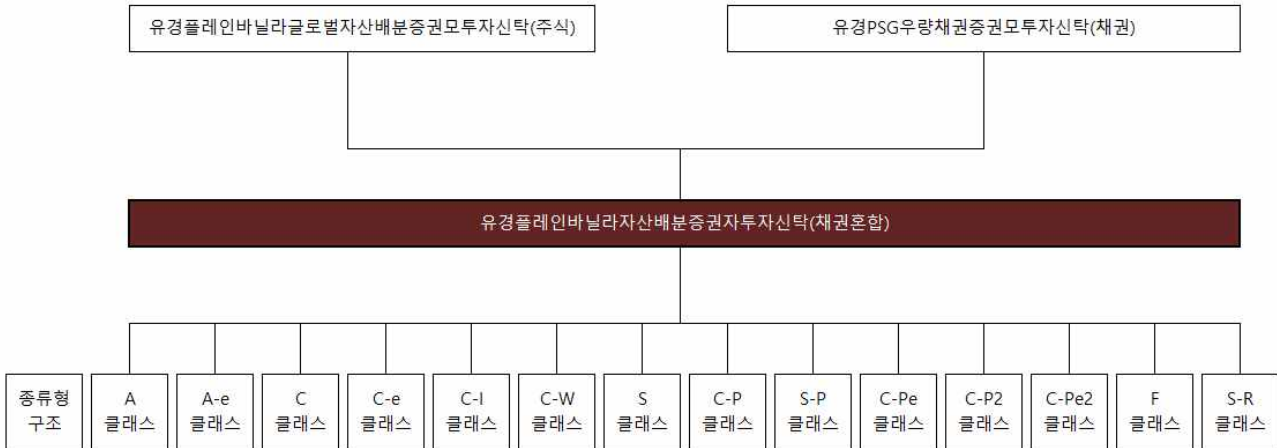 유경플레인바닐라글로벌자산배분증권모투자신탁(주식)
유경PSG우량채권증권모투자신탁(채권)
유경플레인바닐라자산배분증권자투자신탁(채권혼합)
종류형
구조
A
클래스
A-e
클래스
C
클래스
C-e
클래스
C-I
클래스
C-W
클래스
S
클래스
C-P
클래스
S-P
클래스
C-Pe
클래스
C-P2
클래스
C-Pe2
클래스
F
클래스
S-R
클래스